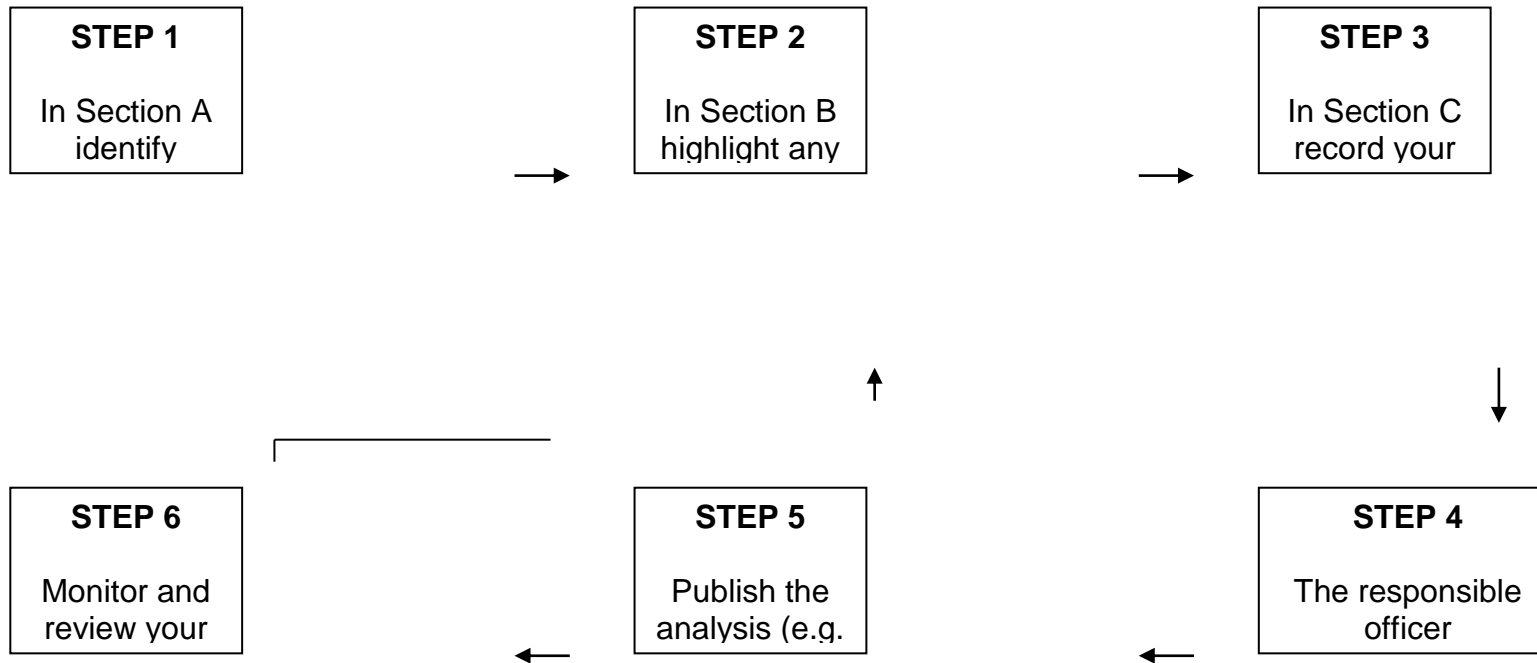 STEP 1
In Section A
identify
STEP 2
In Section B
highlight any
STEP 3
In Section C
record your
STEP 4
The responsible
officer
STEP 5
Publish the
analysis (e.g.
STEP 6
Monitor and
review your